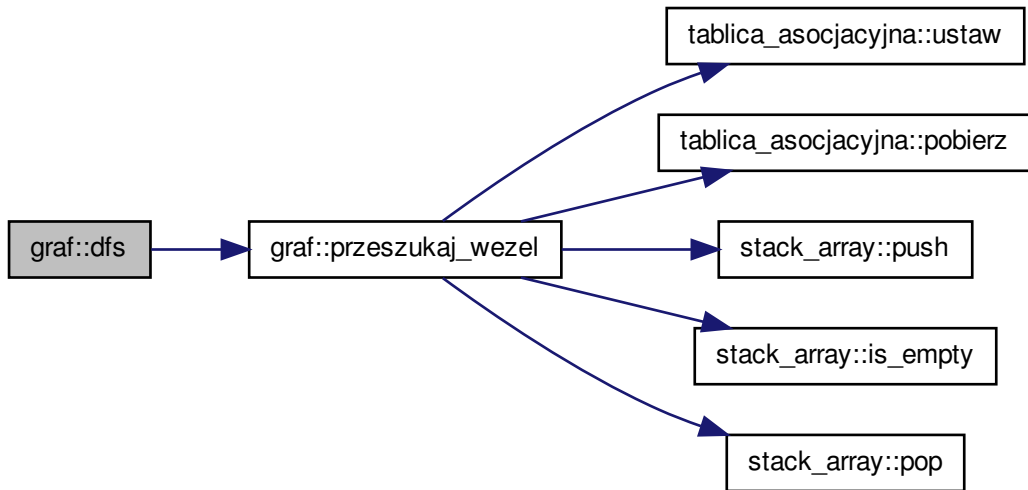 graf::dfs
graf::przeszukaj_wezel
tablica_asocjacyjna::ustaw
tablica_asocjacyjna::pobierz
stack_array::push
stack_array::is_empty
stack_array::pop